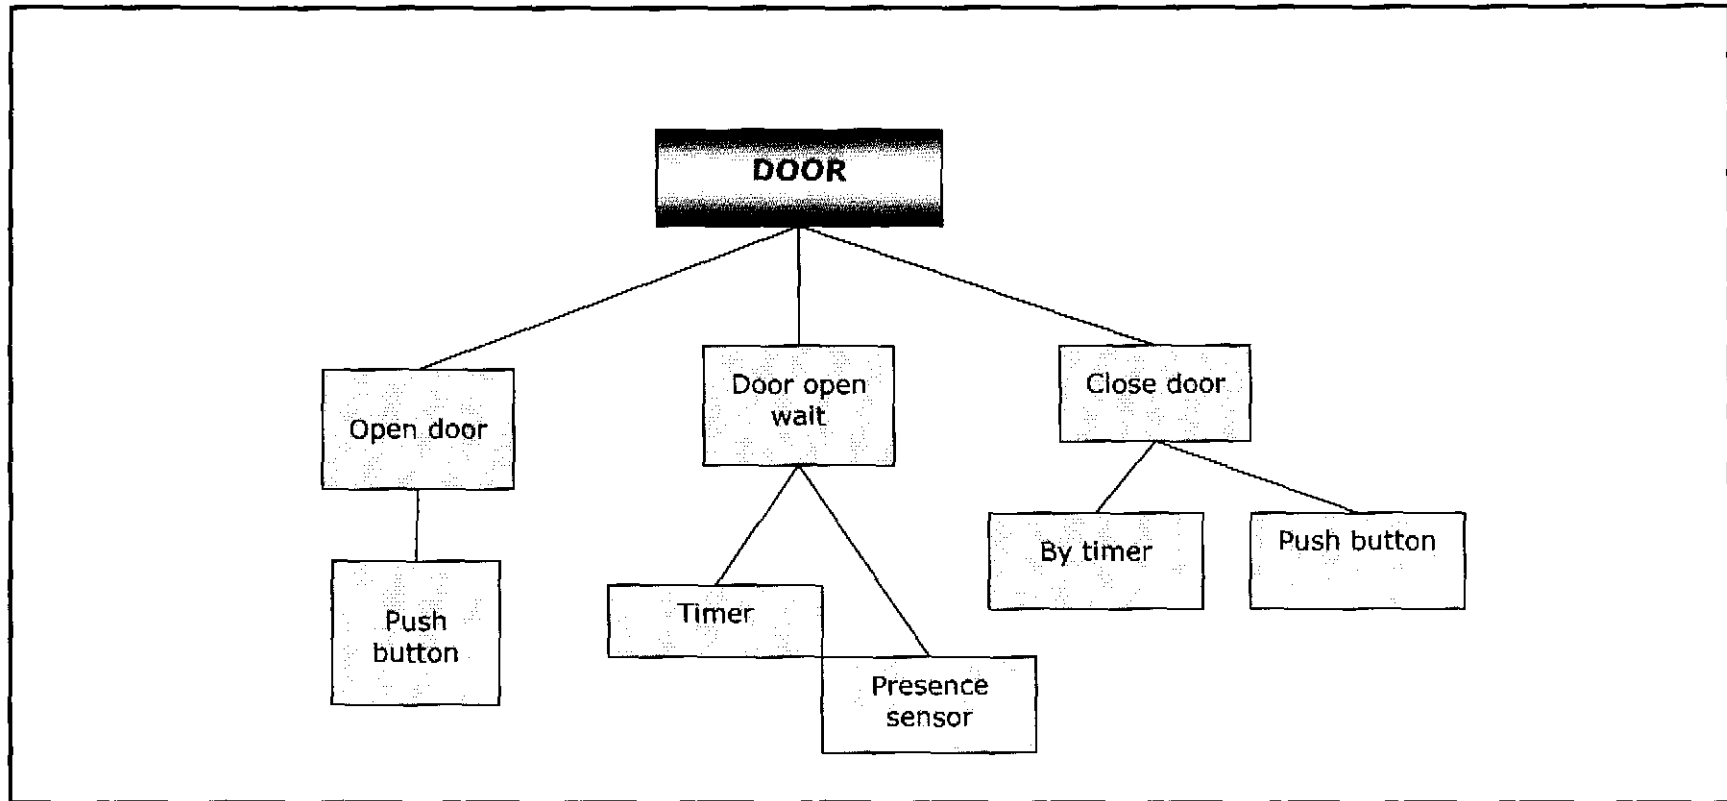 DOOR
Open door
Door open
wait
Close door
Push
button
Timer
Presence
sensor
By timer
Push button